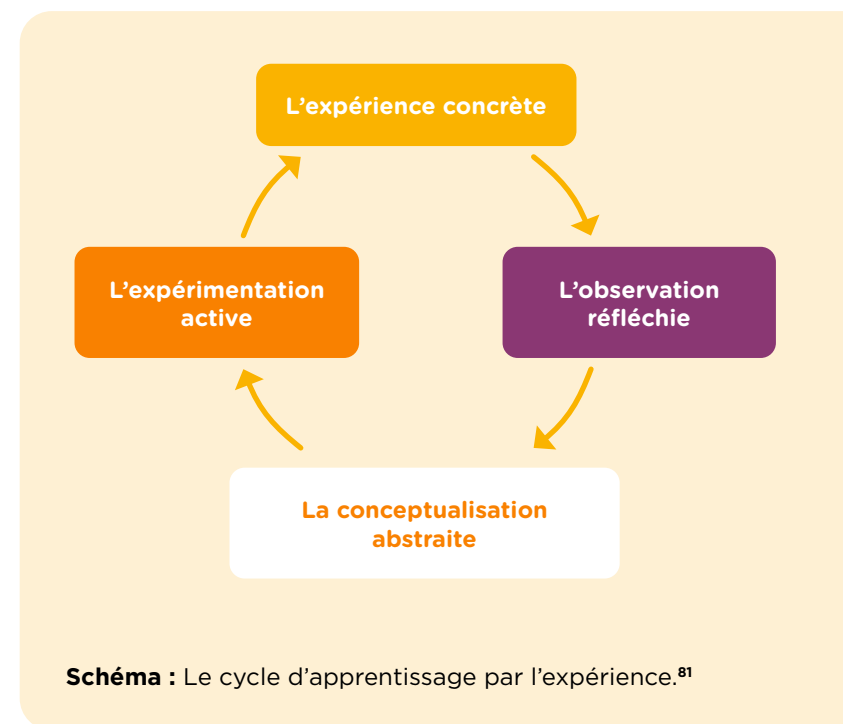 L’expérience concrète
L’expérimentation
active
L’observation
réfléchie
La conceptualisation
abstraite
Schéma : Le cycle d’apprentissage par l’expérience.81